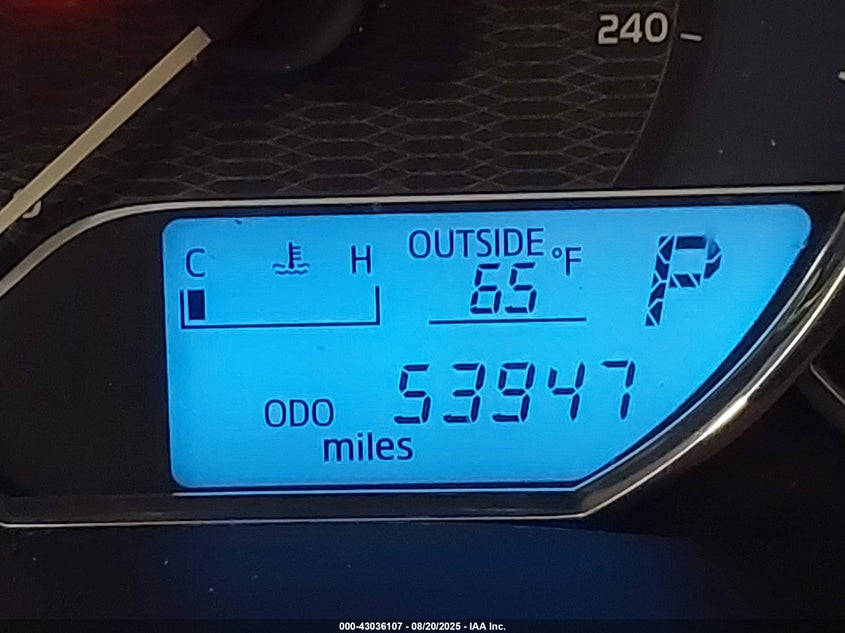 240
C H OUTSIDE °F
65
P
ODO 53947
miles
000-43036107 - 08/20/2025 - IAA Inc.